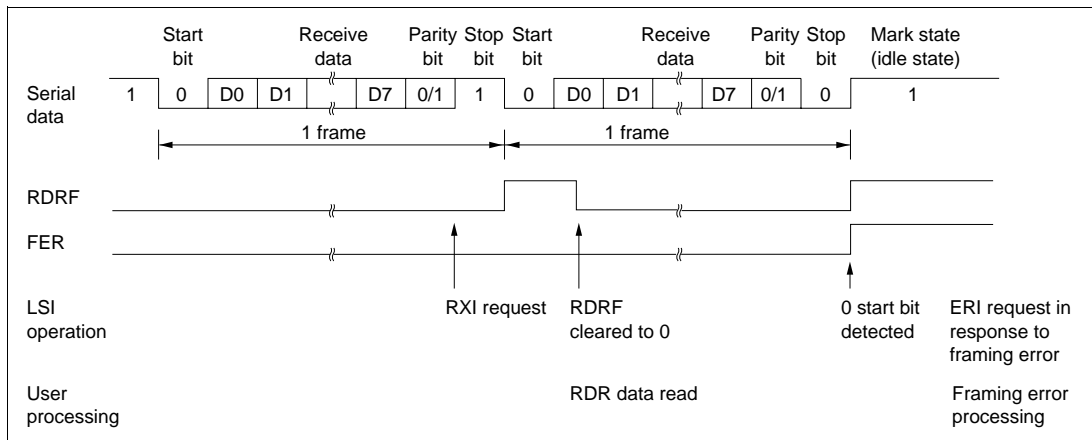 Start bit
Receive data
Parity bit
Stop bit
Start bit
Receive data
Parity bit
Stop bit
Mark state (idle state)
Serial data
1 0 D0 D1 D7 0/1 1 0 D0 D1 D7 0/1 0 1
1 frame 1 frame
RDRF
FER
LSI operation
RXI request
RDRF cleared to 0
0 start bit detected
ERI request in response to framing error
User processing
RDR data read
Framing error processing